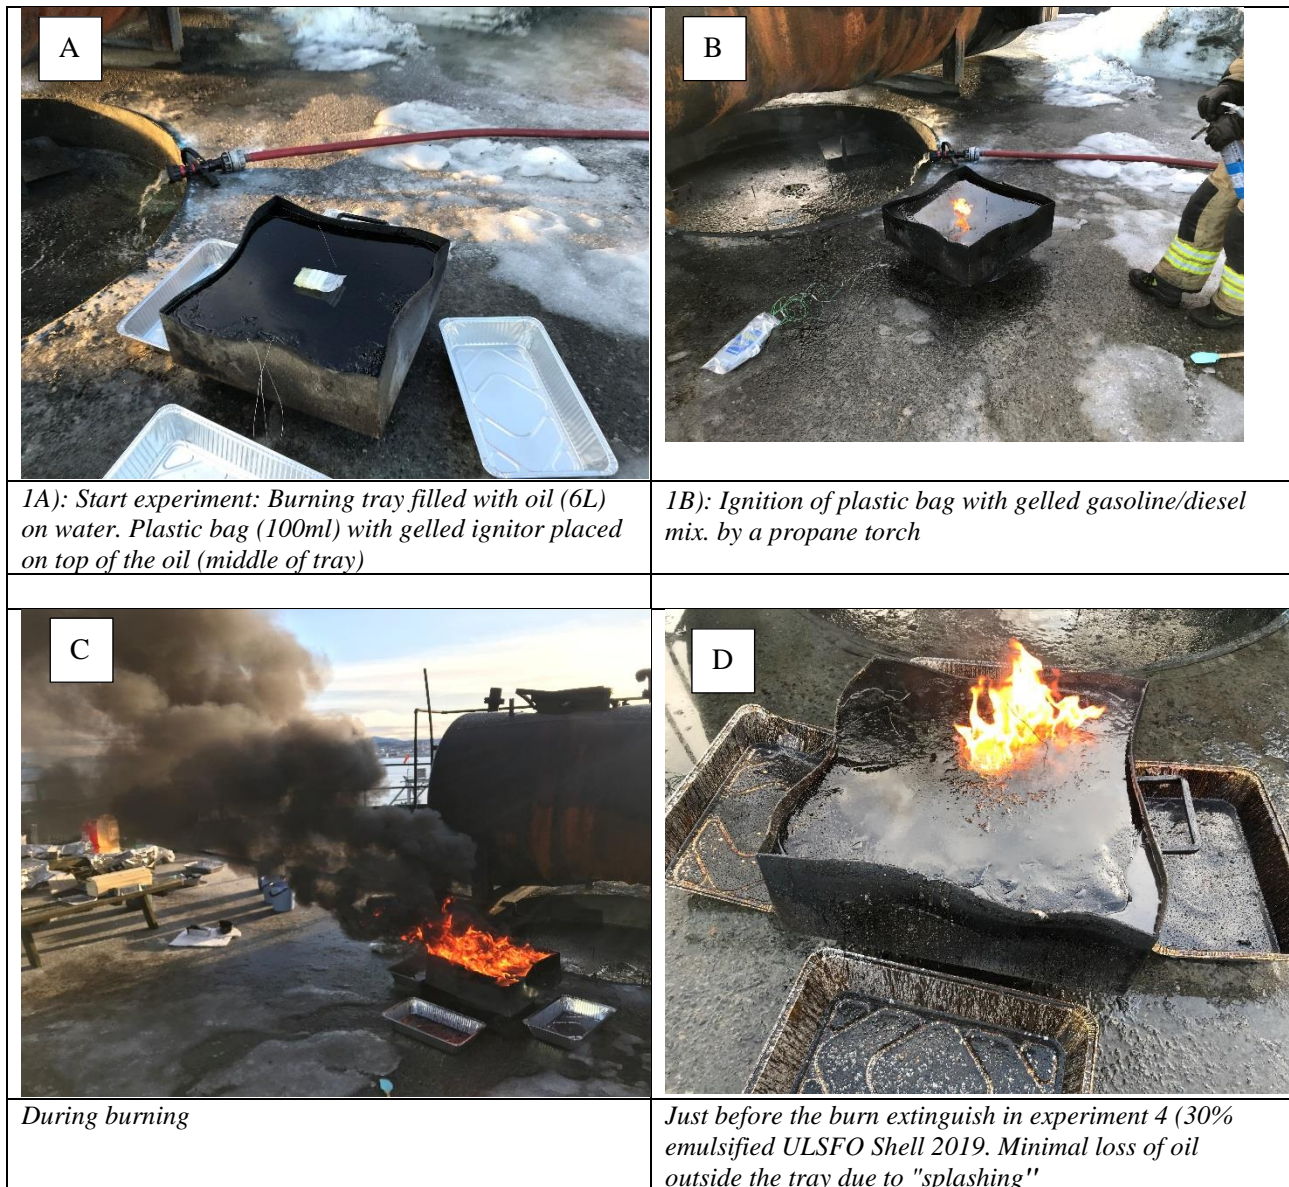 A
B
1A): Start experiment: Burning tray filled with oil (6L)
on water. Plastic bag (100ml) with gelled ignitor placed
on top of the oil (middle of tray)
1B): Ignition of plastic bag with gelled gasoline/diesel
mix. by a propane torch
C
D
During burning
Just before the burn extinguish in experiment 4 (30%
emulsified ULSFO Shell 2019. Minimal loss of oil
outside the tray due to "splashing"